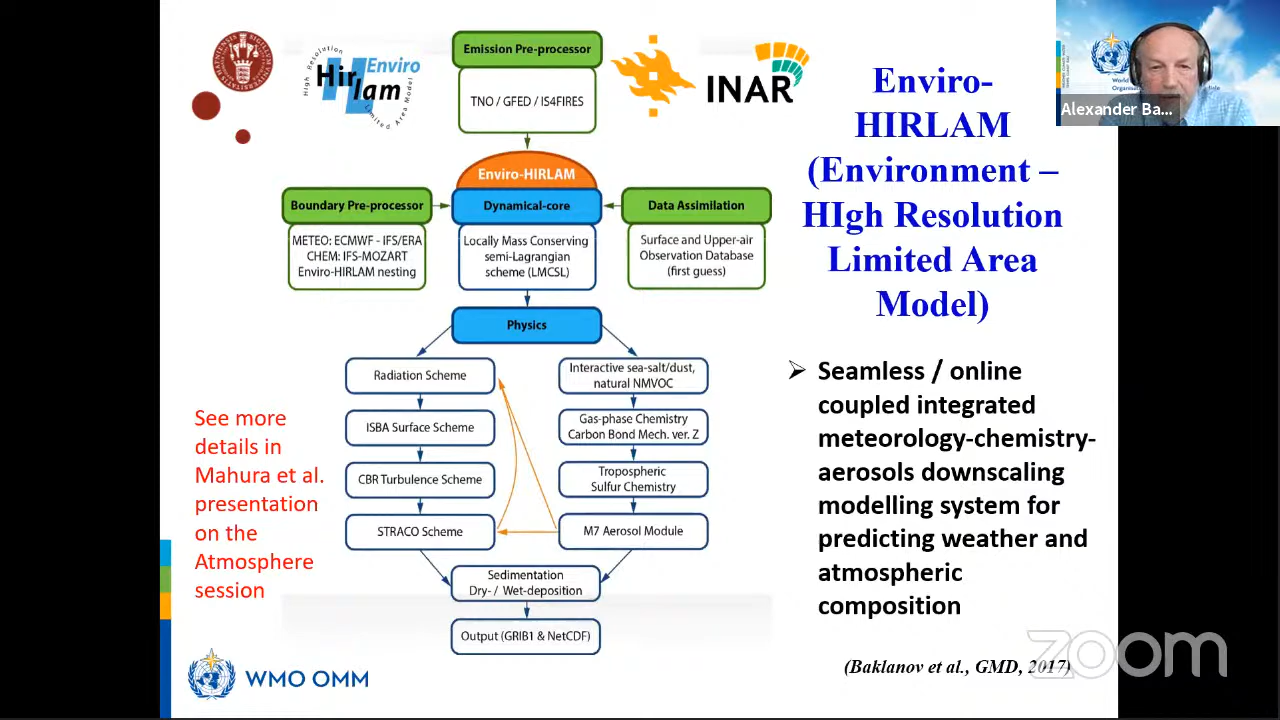 Hir
lam
Enviro
High Resolution
Limited Area Model
INAR
Emission Pre-processor
TNO / GFED / IS4FIRES
Enviro-HIRLAM
Boundary Pre-processor
Dynamical-core
Data Assimilation
METEO: ECMWF - IFS/ERA
CHEM: IFS-MOZART
Enviro-HIRLAM nesting
Locally Mass Conserving
semi-Lagrangian
scheme (LMCSL)
Surface and Upper-air
Observation Database
(first guess)
Physics
Radiation Scheme
ISBA Surface Scheme
CBR Turbulence Scheme
STRACO Scheme
Interactive sea-salt/dust,
natural NMVOC
Gas-phase Chemistry
Carbon Bond Mech. ver. Z
Tropospheric
Sulfur Chemistry
M7 Aerosol Module
Sedimentation
Dry- / Wet-deposition
Output (GRIB1 & NetCDF)
See more
details in
Mahura et al.
presentation
on the
Atmosphere
session
WMO OMM
Enviro-
HIRLAM
(Environment –
HIgh Resolution
Limited Area
Model)
Seamless / online
coupled integrated
meteorology-chemistry-
aerosols downscaling
modelling system for
predicting weather and
atmospheric
composition
(Baklanov et al., GMD, 2017)
zoom
Alexander Ba...